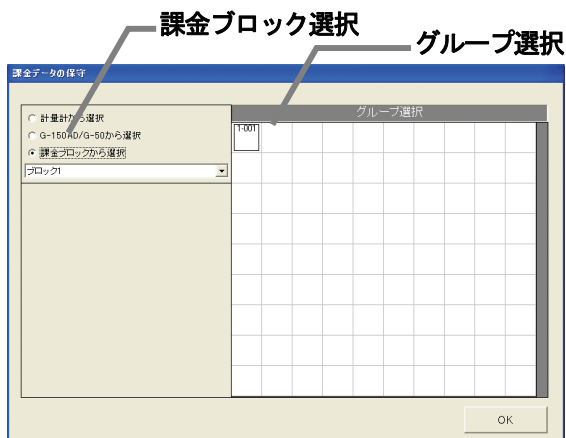 課金ブロック選択
グループ選択
課金データの保守
計量計から選択
G-150AD/G-50から選択
課金ブロックから選択
ブロック1
グループ選択
1-001
OK